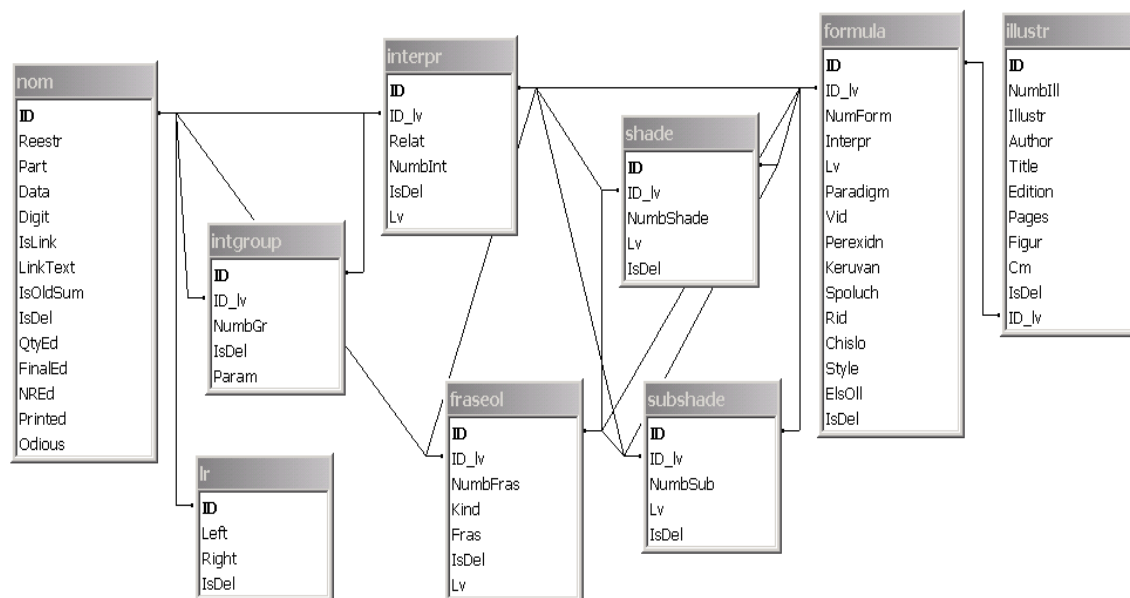 nom
ID
Reestr
Part
Data
Digit
IsLink
LinkText
IsOldSum
IsDel
QtyEd
FinalEd
NREd
Printed
Odious
intgroup
ID
ID_lv
NumbGr
IsDel
Param
lr
ID
Left
Right
IsDel
interpr
ID
ID_lv
Relat
NumbInt
IsDel
Lv
fraseol
ID
ID_lv
NumbFras
Kind
Fras
IsDel
Lv
shade
ID
ID_lv
NumbShade
Lv
IsDel
subshade
ID
ID_lv
NumbSub
Lv
IsDel
formula
ID
ID_lv
NumForm
Interpr
Lv
Paradigm
Vid
Perexidn
Keruvan
Spoluch
Rid
Chislo
Style
ElsOll
IsDel
illustr
ID
NumbIll
Illustr
Author
Title
Edition
Pages
Figur
Cm
IsDel
ID_lv